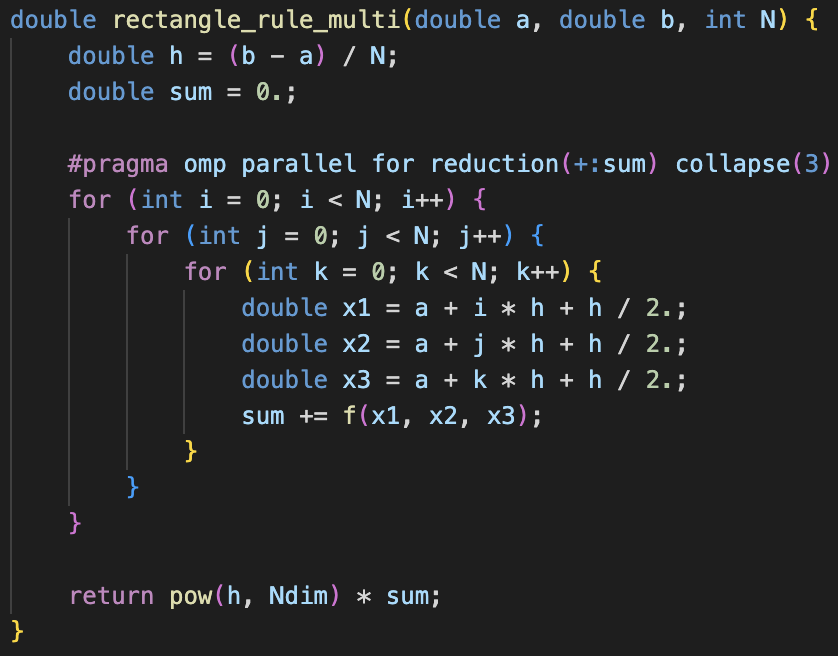 double rectangle_rule_multi(double a, double b, int N) {
    double h = (b - a) / N;
    double sum = 0.;

    #pragma omp parallel for reduction(+:sum) collapse(3)
    for (int i = 0; i < N; i++) {
        for (int j = 0; j < N; j++) {
            for (int k = 0; k < N; k++) {
                double x1 = a + i * h + h / 2.;
                double x2 = a + j * h + h / 2.;
                double x3 = a + k * h + h / 2.;
                sum += f(x1, x2, x3);
            }
        }
    }

    return pow(h, Ndim) * sum;
}